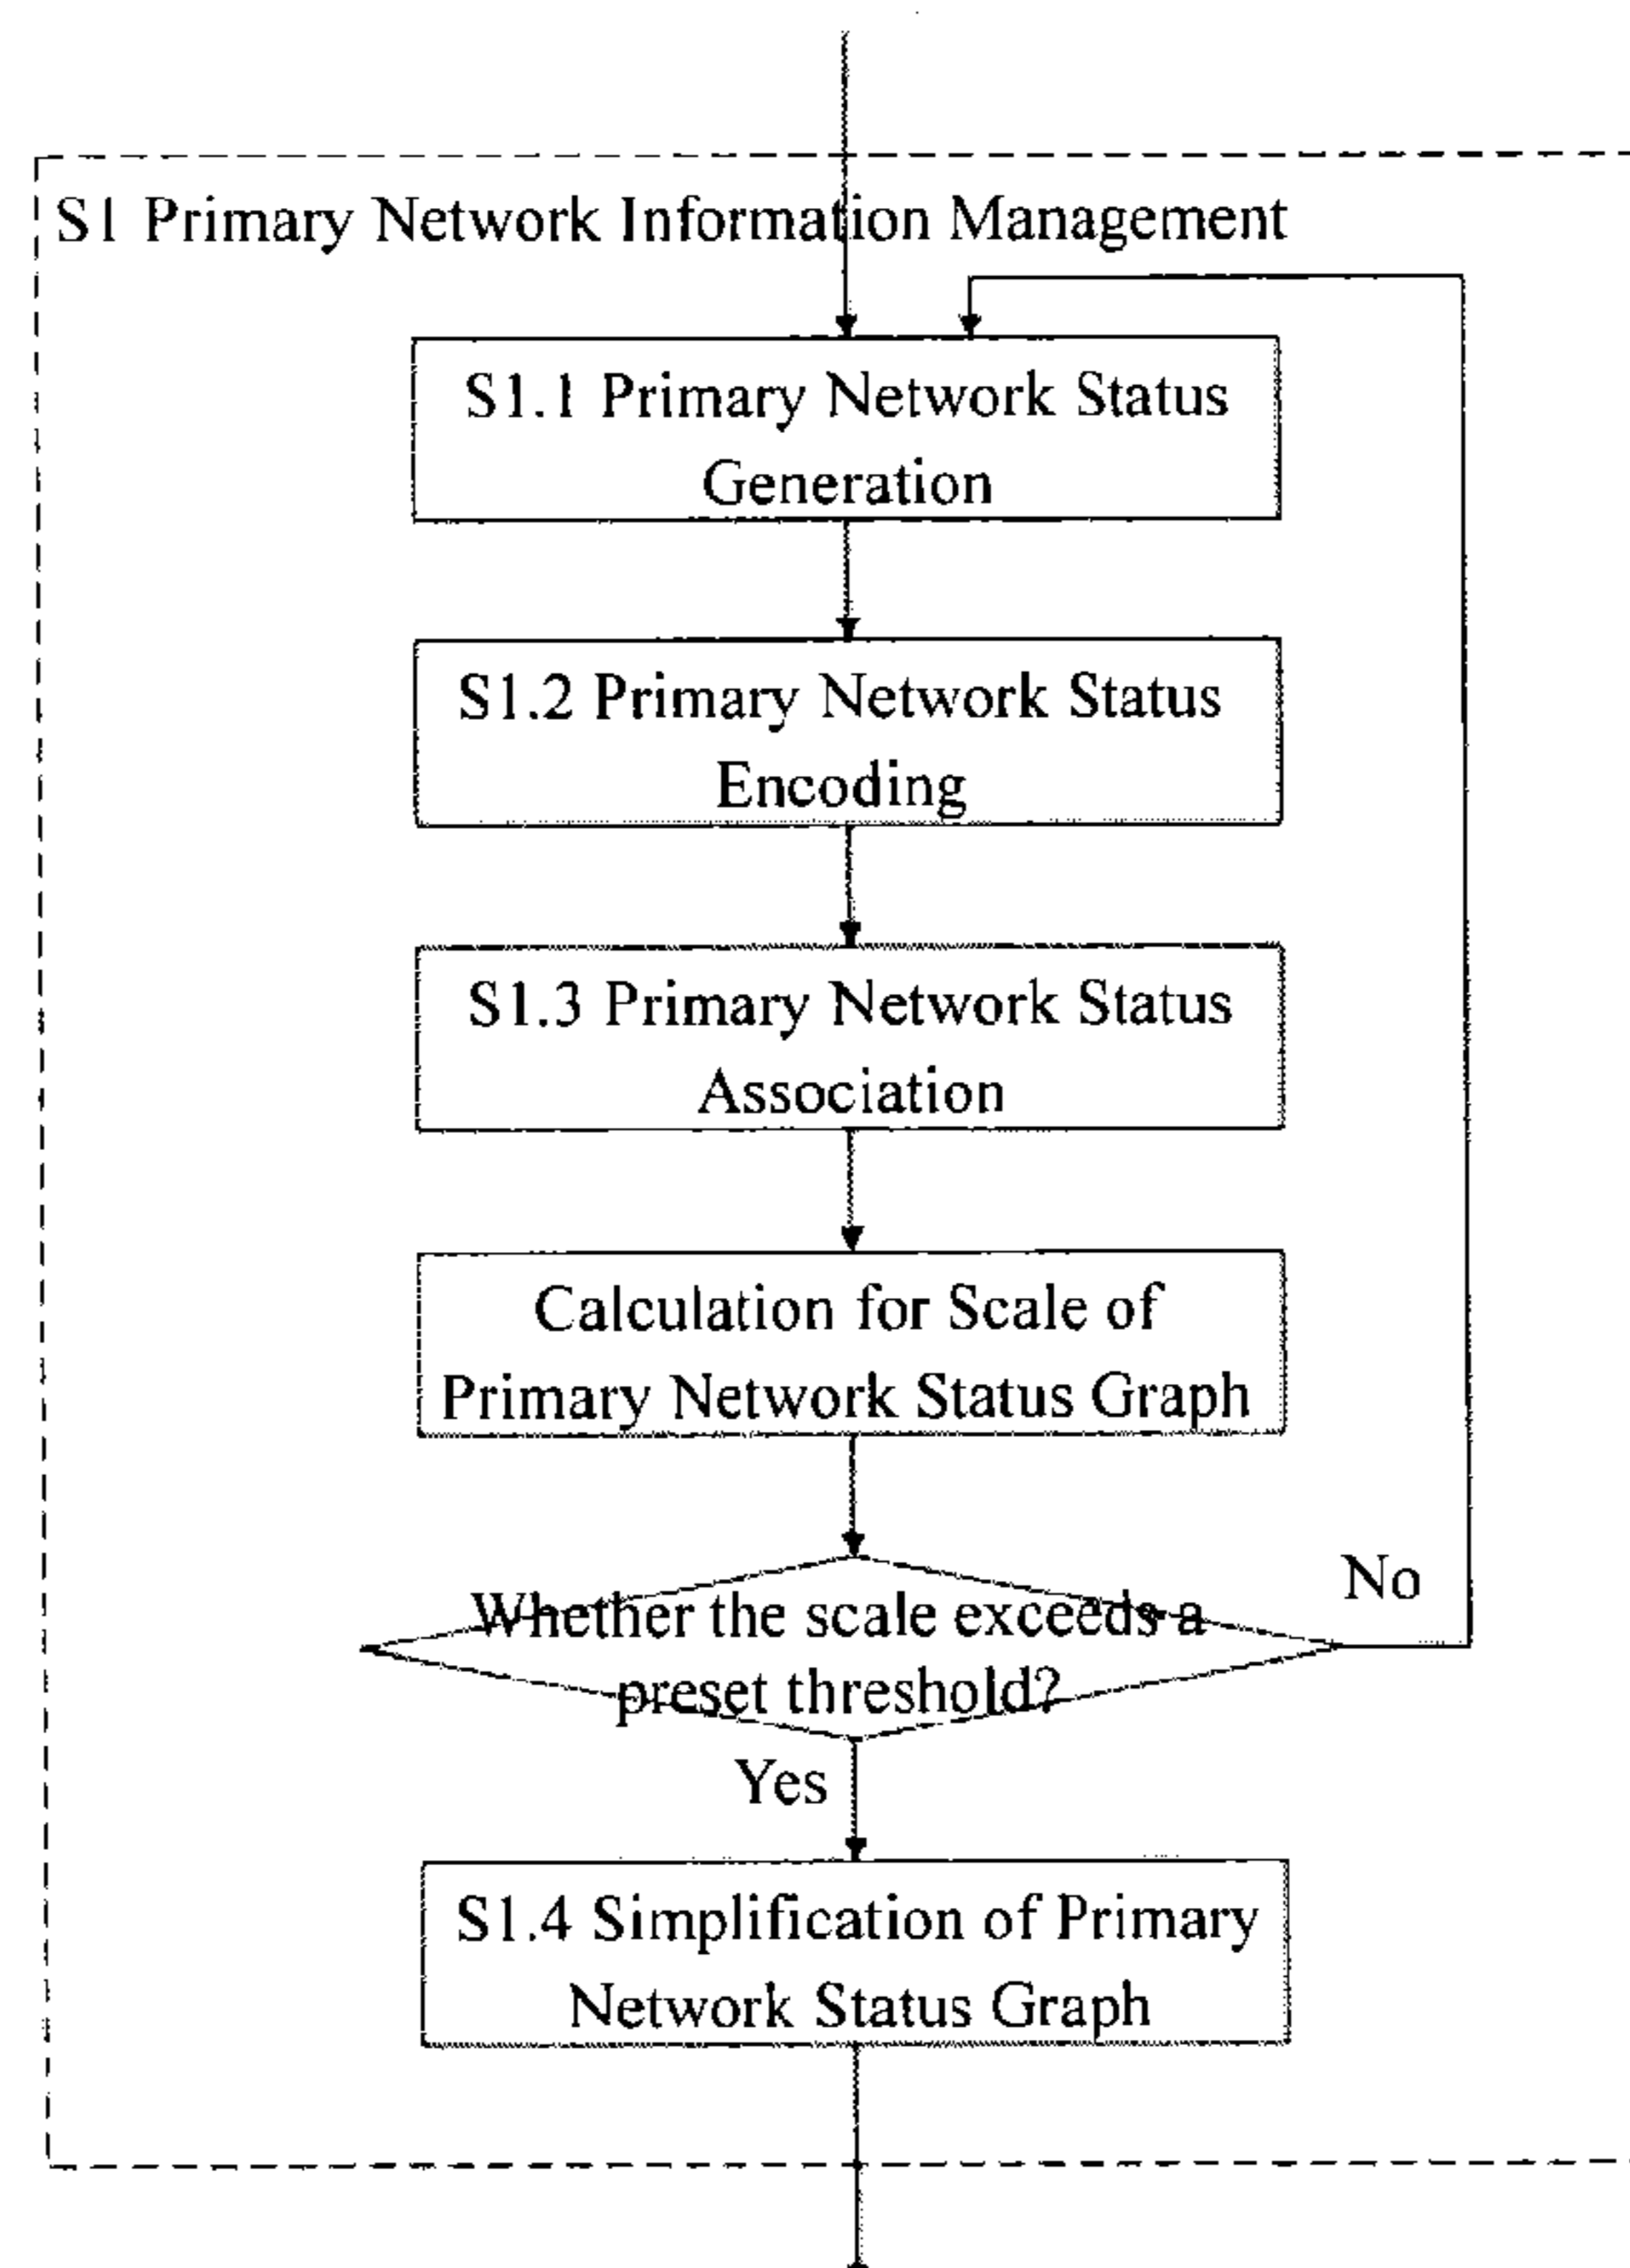 S1 Primary Network Information Management
S1.1 Primary Network Status
Generation
S1.2 Primary Network Status
Encoding
S1.3 Primary Network Status
Association
Calculation for Scale of
Primary Network Status Graph
Whether the scale exceeds a
preset threshold?
No
Yes
S1.4 Simplification of Primary
Network Status Graph